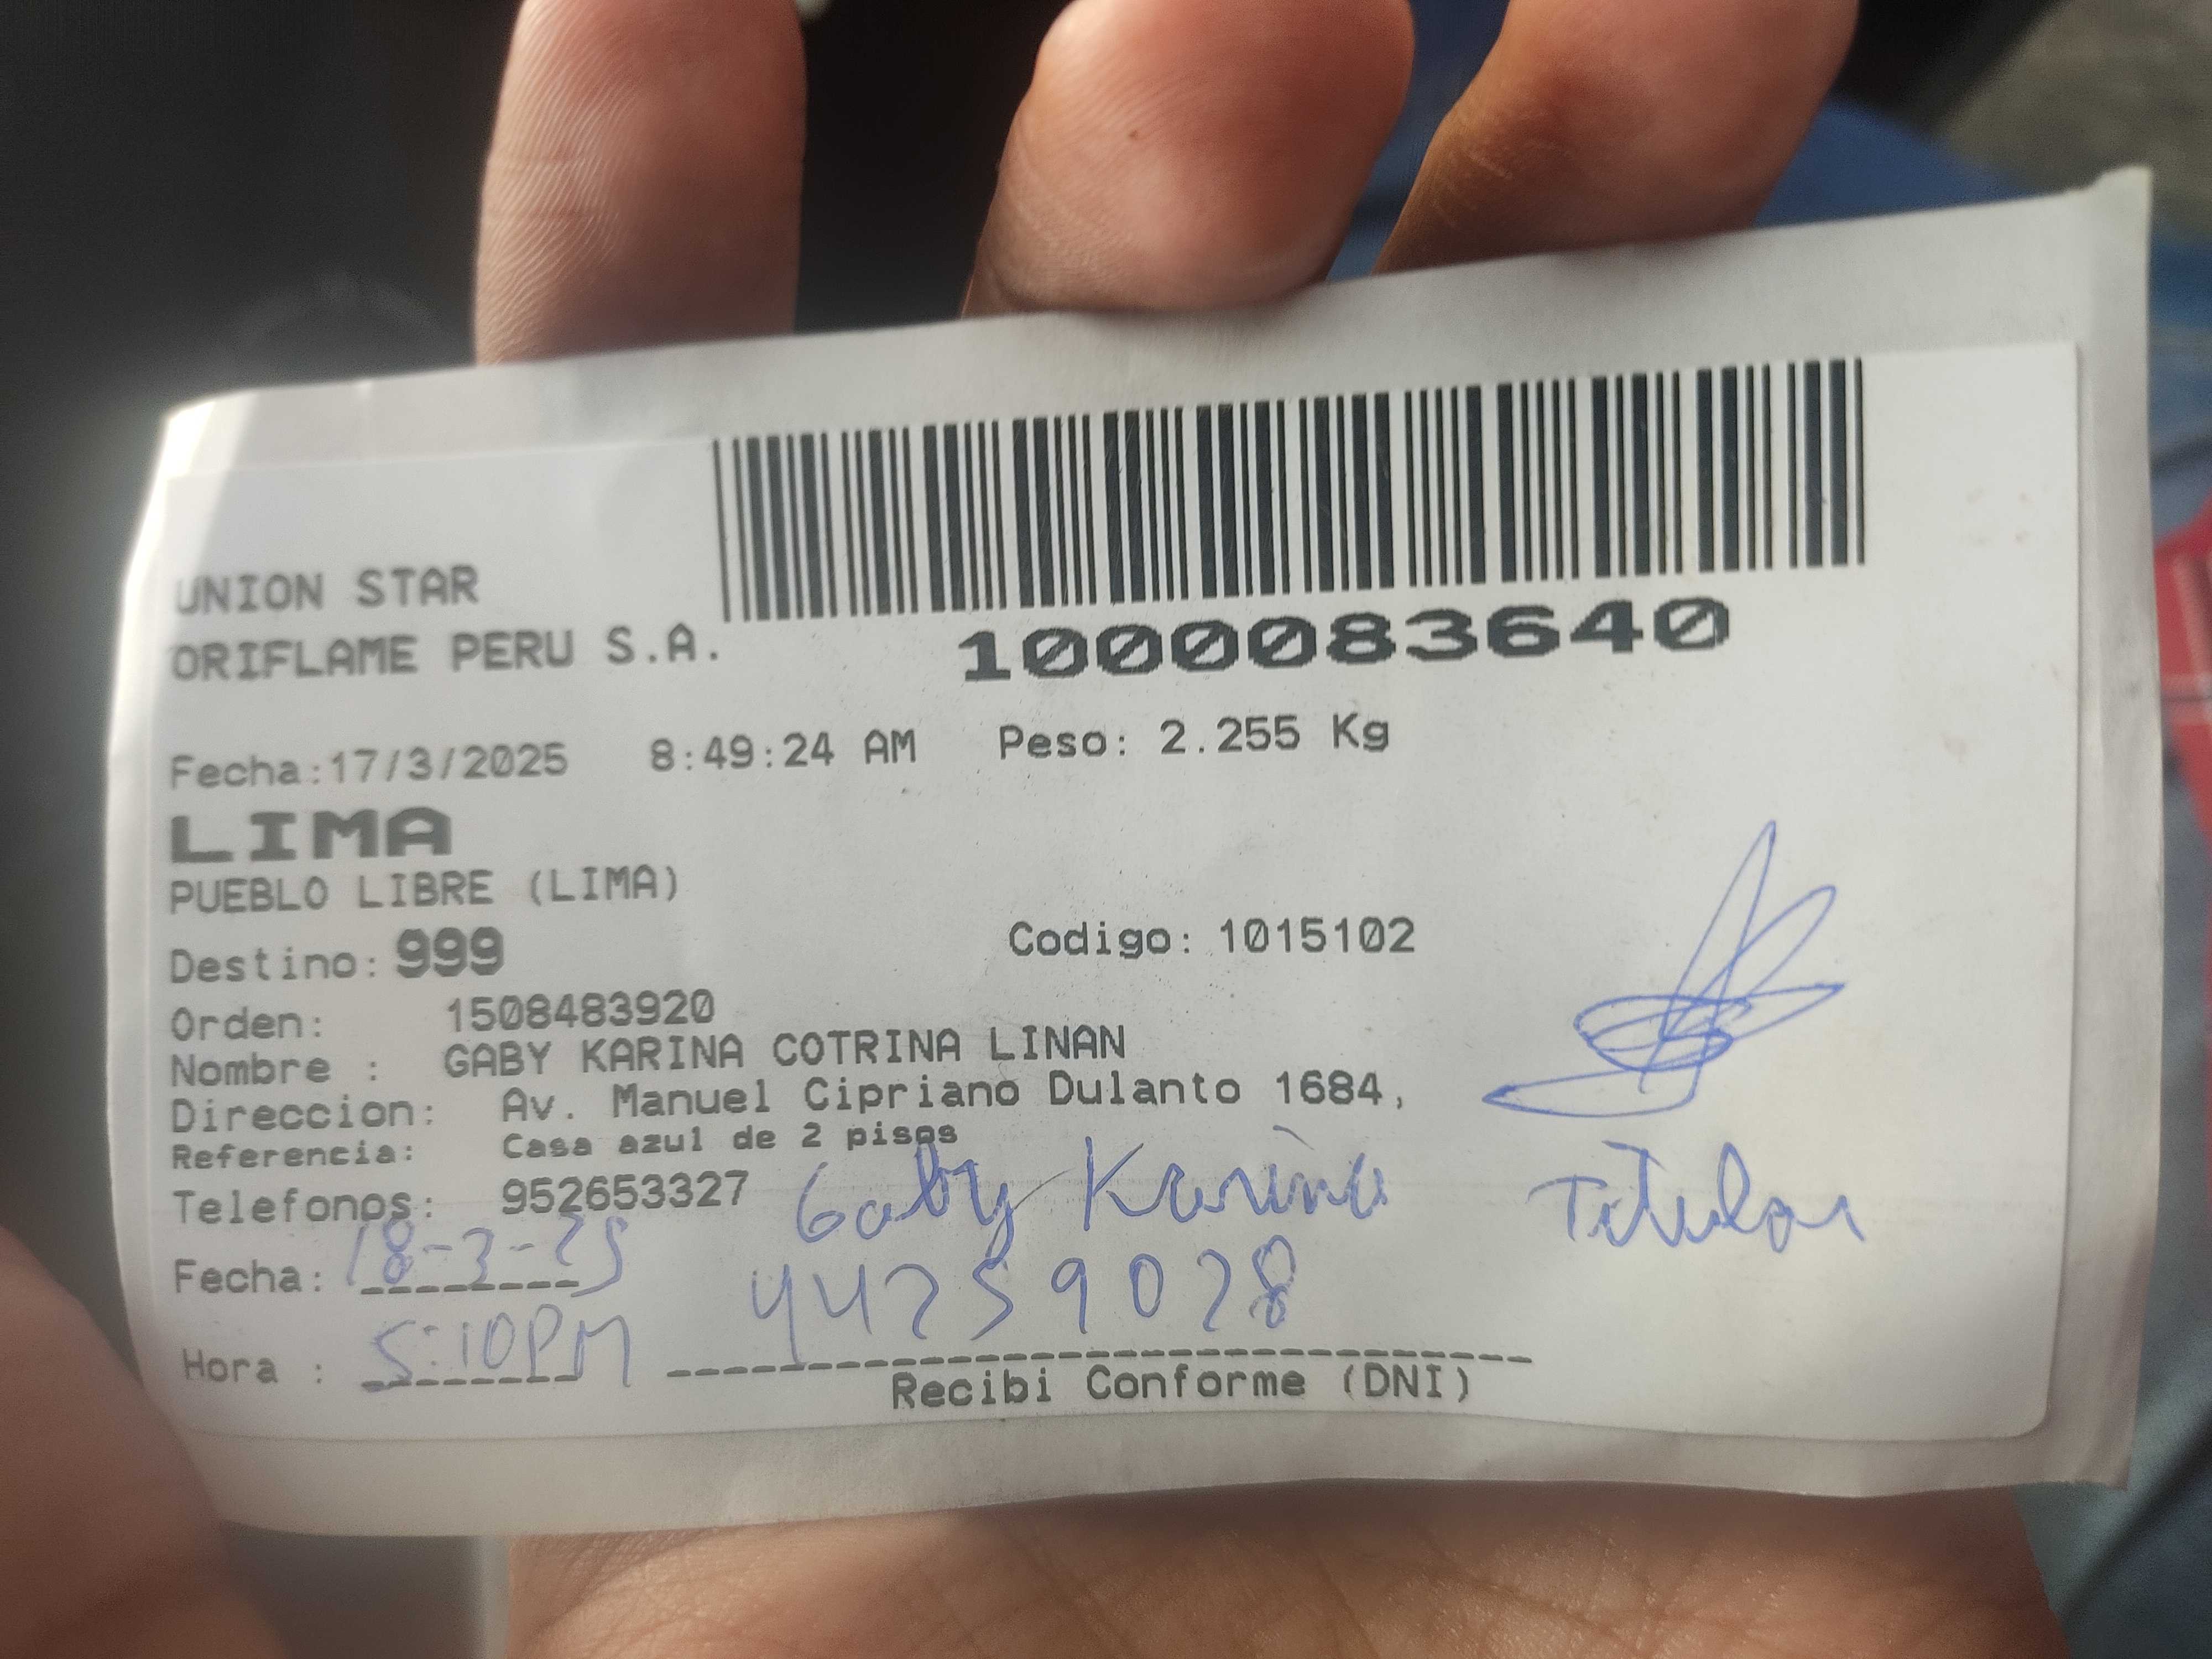 UNION STAR
ORIFLAME PERU S.A.
1000083640
Fecha:17/3/2025 8:49:24 AM Peso: 2.255 Kg
LIMA
PUEBLO LIBRE (LIMA)
Destino: 999 Codigo: 1015102
Orden: 1508483920
Nombre : GABY KARINA COTRINA LINAN
Direccion: Av. Manuel Cipriano Dulanto 1684,
Referencia: Casa azul de 2 pisos
Telefonos: 952653327 Gaby Karina Titular
Fecha: 18-3-25 44259028
Hora : 5:10PM
Recibi Conforme (DNI)